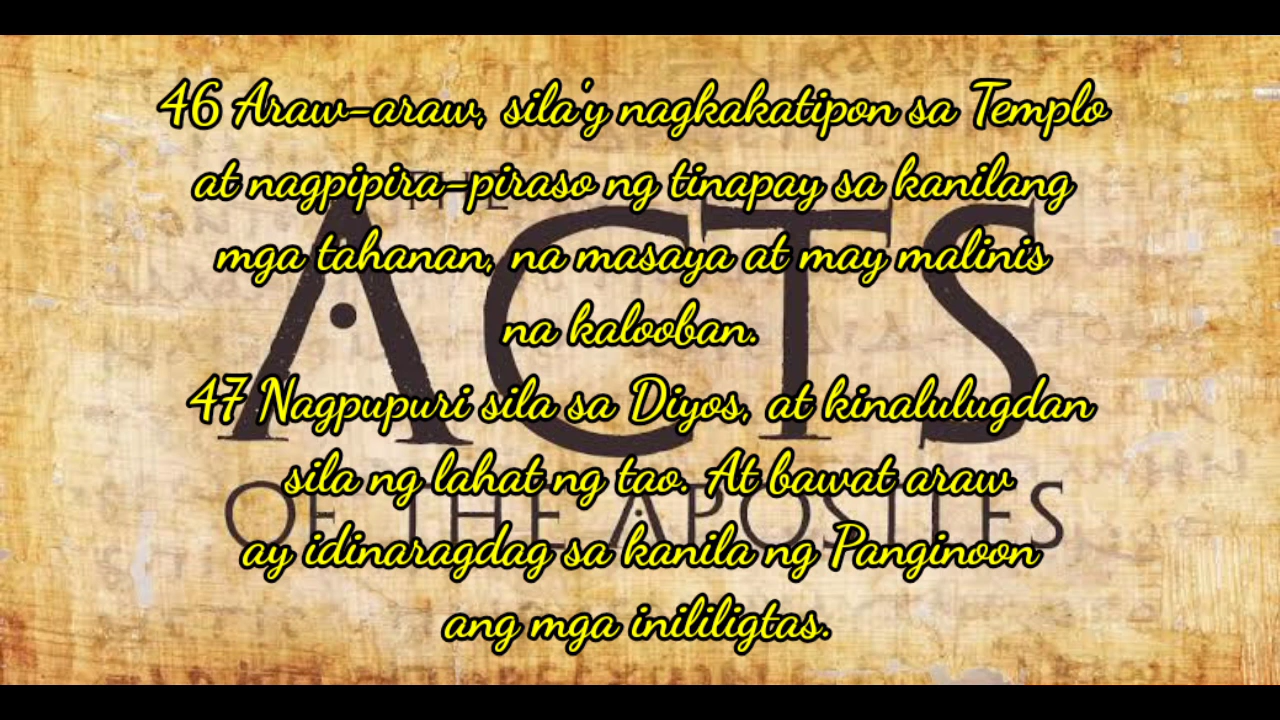 46 Araw-araw, sila'y nagkakatipon sa Templo
at nagpipira-piraso ng tinapay sa kanilang
mga tahanan, na masaya at may malinis
na kalooban.
47 Nagpupuri sila sa Diyos, at kinalulugdan
sila ng lahat ng tao. At bawat araw
ay idinaragdag sa kanila ng Panginoon
ang mga inililigtas.
THE
ACTS
OF THE APOSTLES